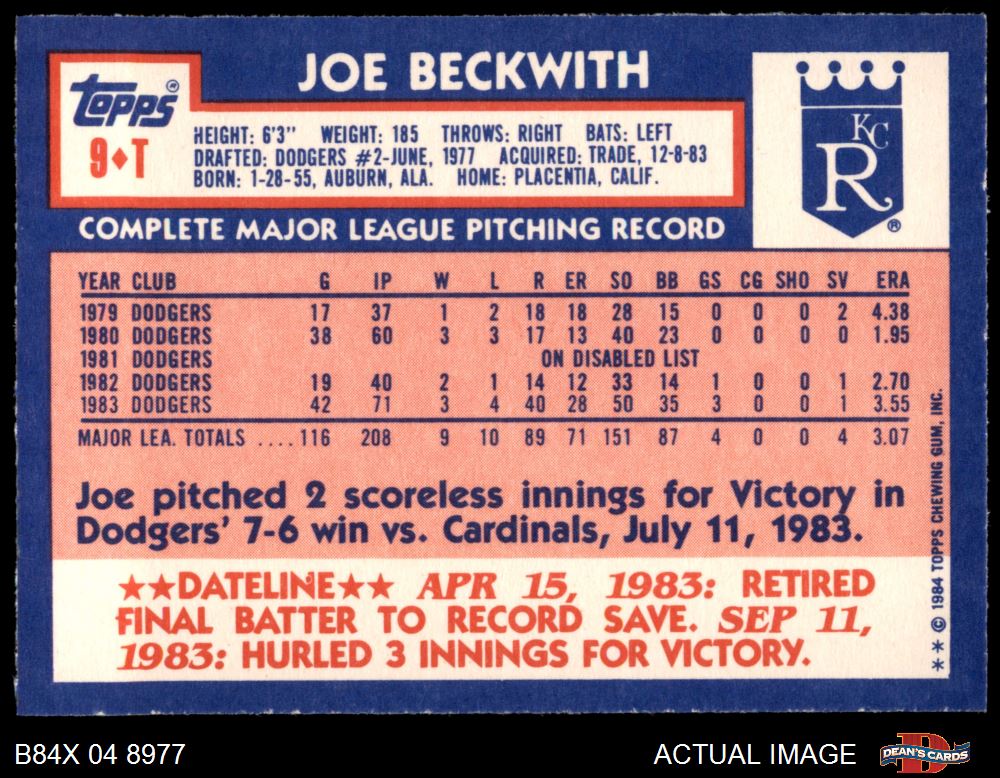 JOE BECKWITH
Topps®
9♦T
HEIGHT: 6'3" WEIGHT: 185 THROWS: RIGHT BATS: LEFT
DRAFTED: DODGERS #2-JUNE, 1977 ACQUIRED: TRADE, 12-8-83
BORN: 1-28-55, AUBURN, ALA. HOME: PLACENTIA, CALIF.
KC
R
®
COMPLETE MAJOR LEAGUE PITCHING RECORD
YEAR CLUB G IP W L R ER SO BB GS CG SHO SV ERA
1979 DODGERS 17 37 1 2 18 18 28 15 0 0 0 2 4.38
1980 DODGERS 38 60 3 3 17 13 40 23 0 0 0 0 1.95
1981 DODGERS ON DISABLED LIST
1982 DODGERS 19 40 2 1 14 12 33 14 1 0 0 1 2.70
1983 DODGERS 42 71 3 4 40 28 50 35 3 0 0 1 3.55
MAJOR LEA. TOTALS ....116 208 9 10 89 71 151 87 4 0 0 4 3.07
Joe pitched 2 scoreless innings for Victory in
Dodgers' 7-6 win vs. Cardinals, July 11, 1983.
★★DATELINE★★ APR 15, 1983: RETIRED
FINAL BATTER TO RECORD SAVE. SEP 11,
1983: HURLED 3 INNINGS FOR VICTORY.
**© 1984 TOPPS CHEWING GUM, INC.
B84X 04 8977
ACTUAL IMAGE
D
DEAN'S CARDS